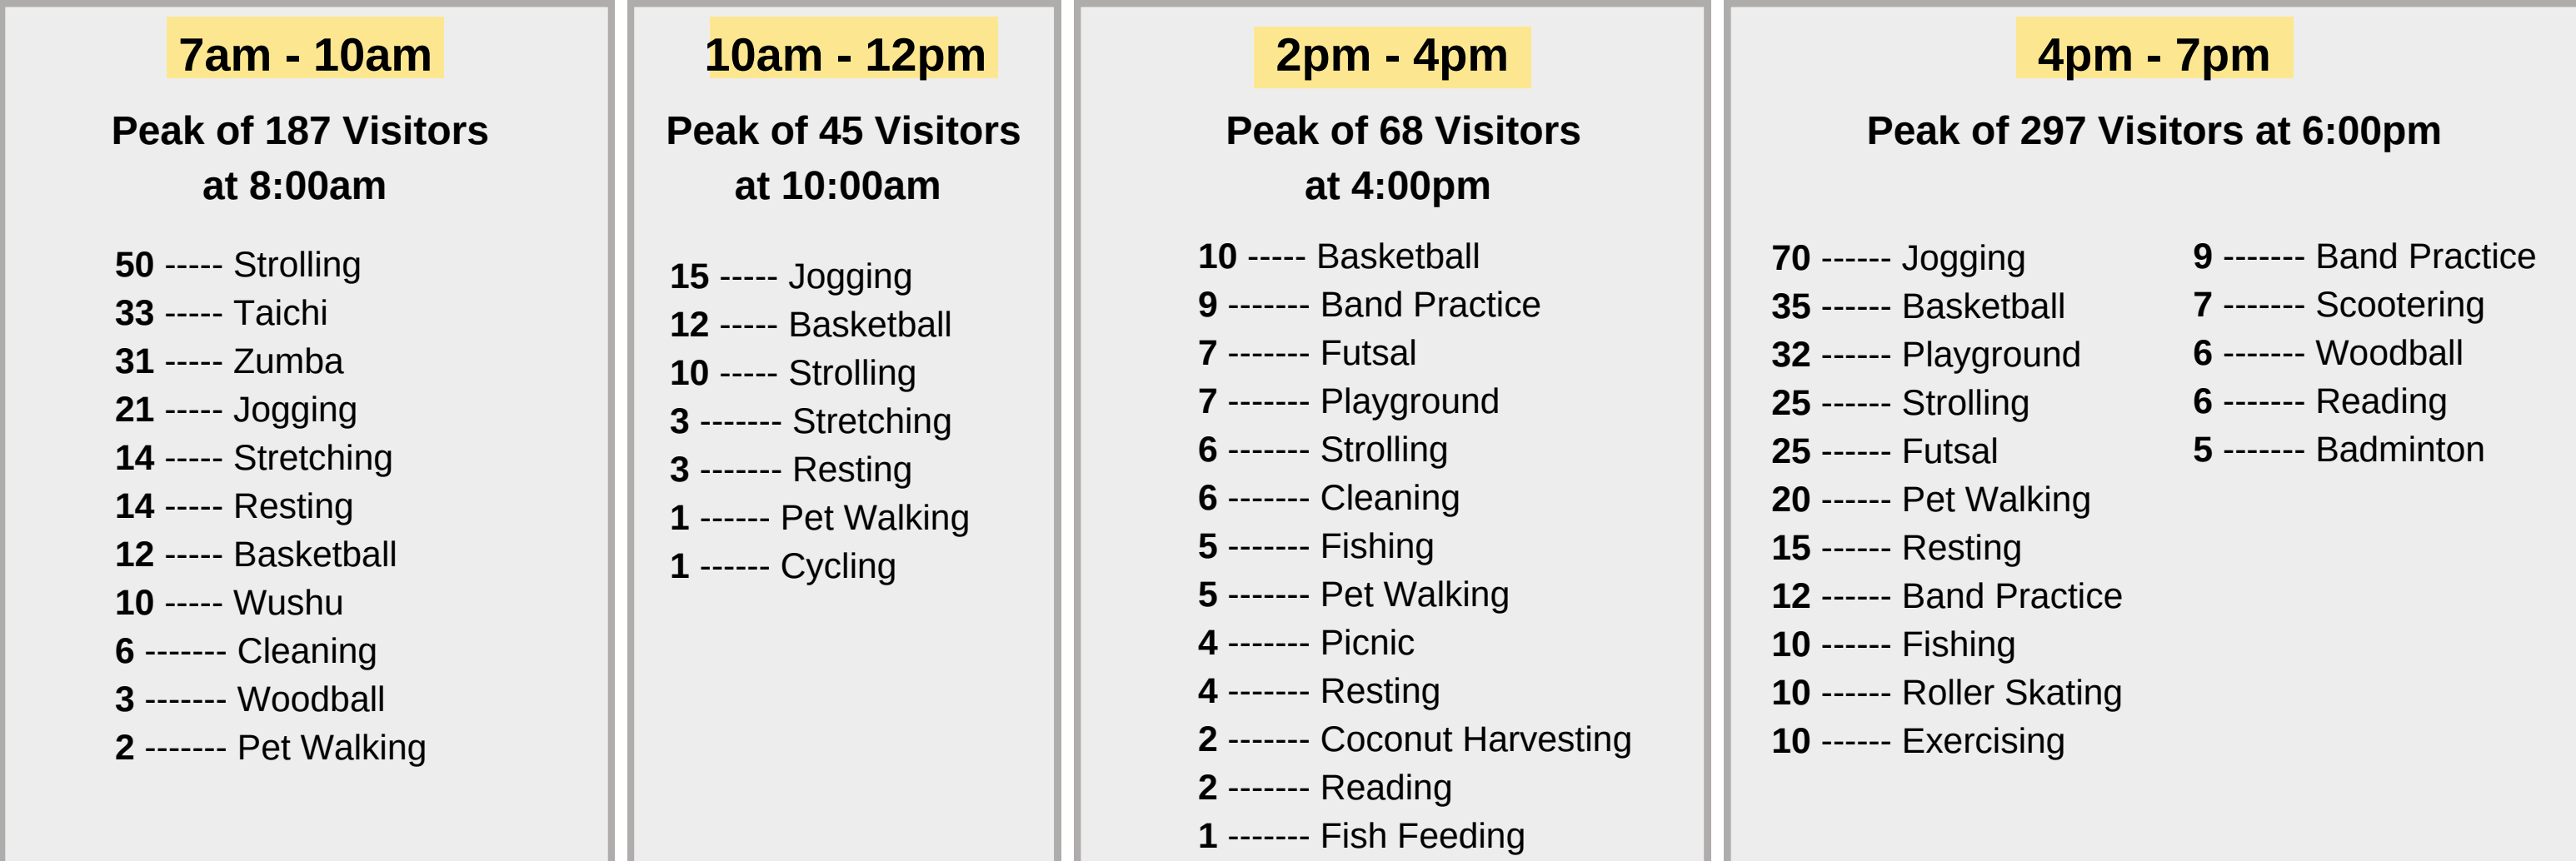 7am - 10am
Peak of 187 Visitors
at 8:00am
50 ----- Strolling
33 ----- Taichi
31 ----- Zumba
21 ----- Jogging
14 ----- Stretching
14 ----- Resting
12 ----- Basketball
10 ----- Wushu
6 ------- Cleaning
3 ------- Woodball
2 ------- Pet Walking
10am - 12pm
Peak of 45 Visitors
at 10:00am
15 ----- Jogging
12 ----- Basketball
10 ----- Strolling
3 ------- Stretching
3 ------- Resting
1 ------ Pet Walking
1 ------ Cycling
2pm - 4pm
Peak of 68 Visitors
at 4:00pm
10 ----- Basketball
9 ------- Band Practice
7 ------- Futsal
7 ------- Playground
6 ------- Strolling
6 ------- Cleaning
5 ------- Fishing
5 ------- Pet Walking
4 ------- Picnic
4 ------- Resting
2 ------- Coconut Harvesting
2 ------- Reading
1 ------- Fish Feeding
4pm - 7pm
Peak of 297 Visitors at 6:00pm
70 ------ Jogging
35 ------ Basketball
32 ------ Playground
25 ------ Strolling
25 ------ Futsal
20 ------ Pet Walking
15 ------ Resting
12 ------ Band Practice
10 ------ Fishing
10 ------ Roller Skating
10 ------ Exercising
9 ------- Band Practice
7 ------- Scootering
6 ------- Woodball
6 ------- Reading
5 ------- Badminton